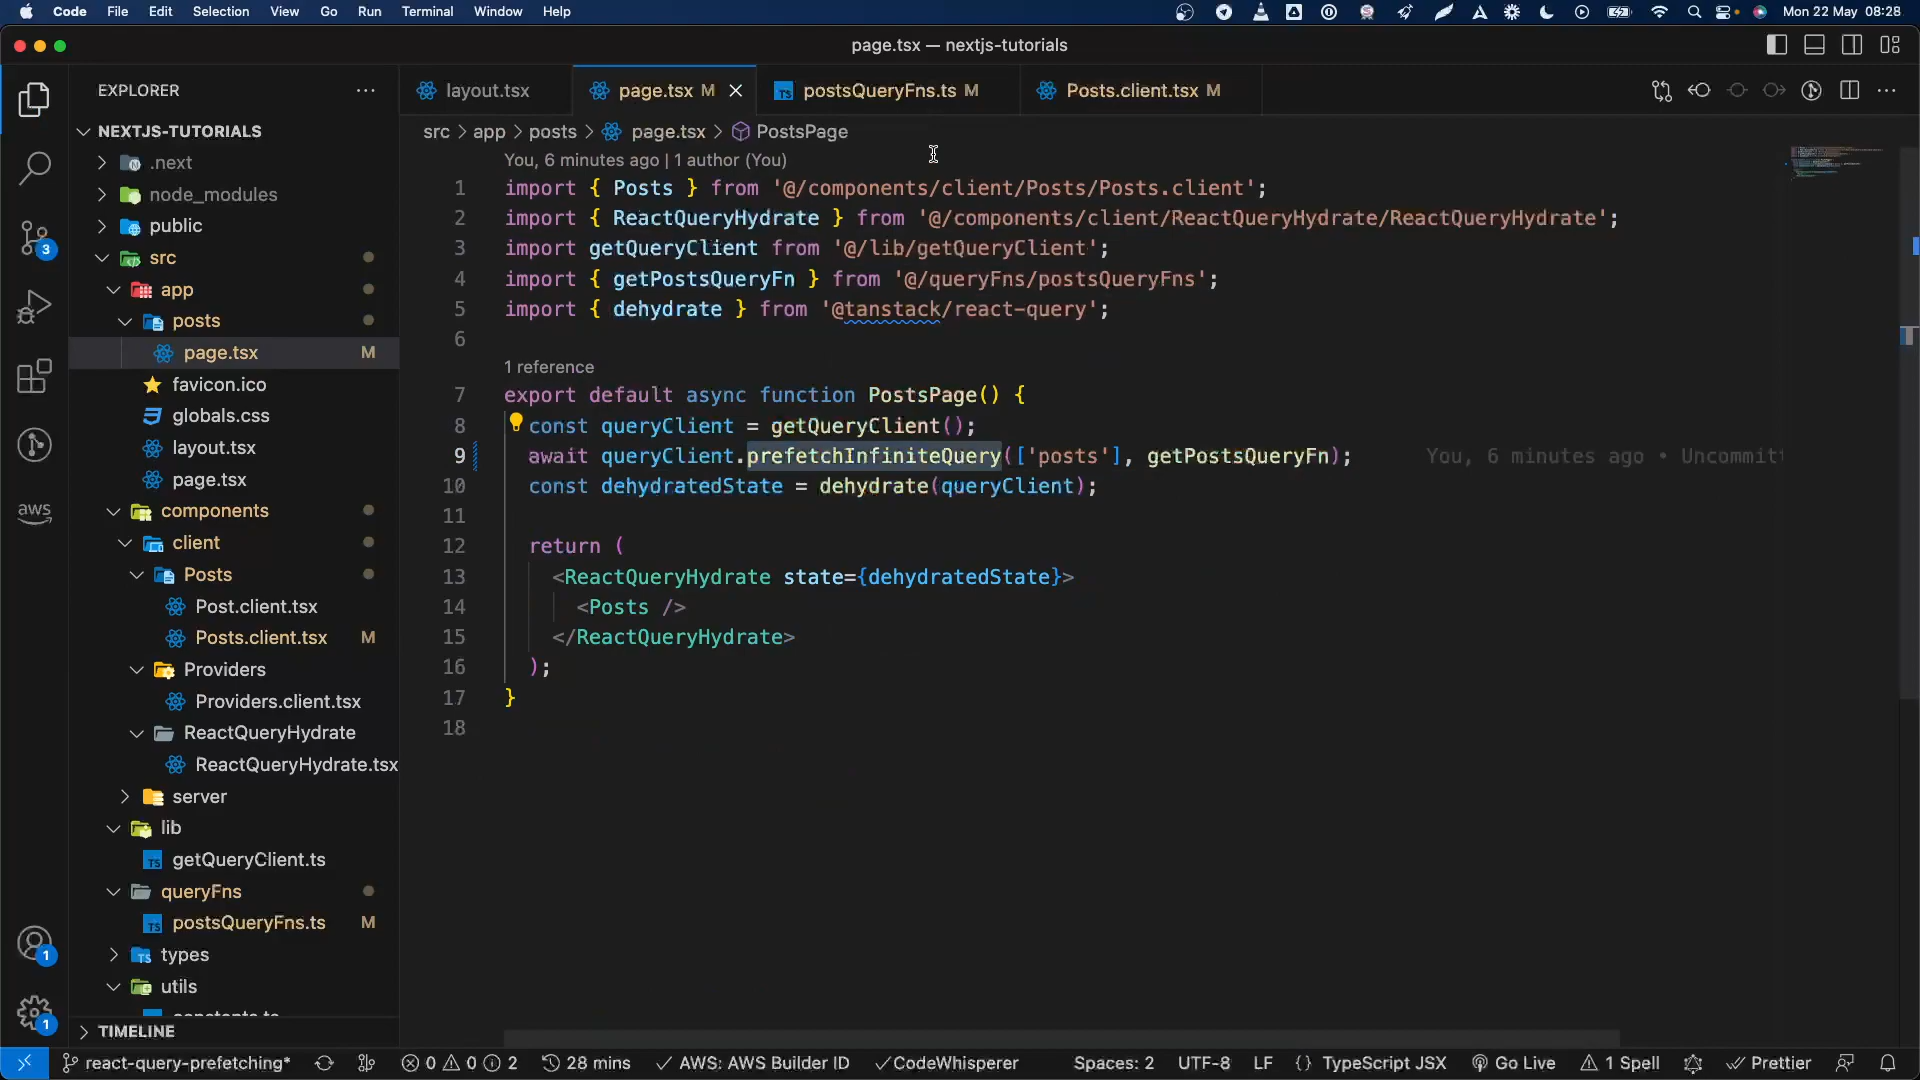 Code File Edit Selection View Go Run Terminal Window Help Mon 22 May 08:28
page.tsx — nextjs-tutorials
EXPLORER
NEXTJS-TUTORIALS
.next
node_modules
public
src
app
posts
page.tsx M
favicon.ico
globals.css
layout.tsx
page.tsx
components
client
Posts
Post.client.tsx
Posts.client.tsx M
Providers
Providers.client.tsx
ReactQueryHydrate
ReactQueryHydrate.tsx
server
lib
getQueryClient.ts
queryFns
postsQueryFns.ts M
types
utils
constants.ts
TIMELINE
3
aws
1
1
layout.tsx page.tsx M postsQueryFns.ts M Posts.client.tsx M
src > app > posts > page.tsx > PostsPage
You, 6 minutes ago | 1 author (You)
1 import { Posts } from '@/components/client/Posts/Posts.client';
2 import { ReactQueryHydrate } from '@/components/client/ReactQueryHydrate/ReactQueryHydrate';
3 import getQueryClient from '@/lib/getQueryClient';
4 import { getPostsQueryFn } from '@/queryFns/postsQueryFns';
5 import { dehydrate } from '@tanstack/react-query';
6
1 reference
7 export default async function PostsPage() {
8 const queryClient = getQueryClient();
9 await queryClient.prefetchInfiniteQuery(['posts'], getPostsQueryFn); You, 6 minutes ago • Uncommitt
10 const dehydratedState = dehydrate(queryClient);
11
12 return (
13 <ReactQueryHydrate state={dehydratedState}>
14 <Posts />
15 </ReactQueryHydrate>
16 );
17 }
18
react-query-prefetching* 0 0 2 28 mins AWS: AWS Builder ID CodeWhisperer Spaces: 2 UTF-8 LF {} TypeScript JSX Go Live 1 Spell Prettier